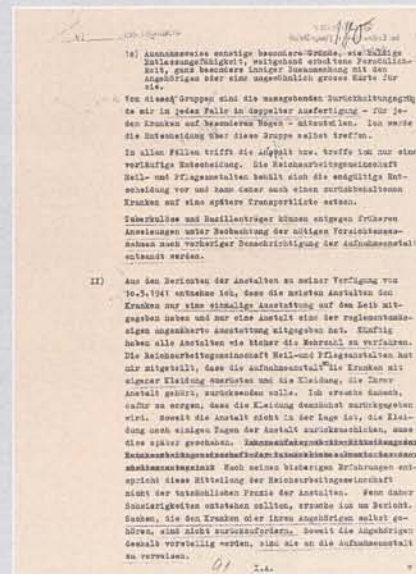 1e) Ausnahmsweise sonstige besondere Gründe, wie baldige
Entlassungsfähigkeit, weitgehend erhaltene Persönlich-
keit, ganz besonders inniger Zusammenhang mit den
Angehörigen oder eine ungewöhnlich grosse Härte für
sie.
Von diesen Gruppen sind die massgebenden Zurückhaltungsgründe
mir in jedem Falle in doppelter Ausfertigung - für je-
den Kranken auf besonderem Bogen - mitzuteilen. Ich werde
die Entscheidung über diese Gruppe selbst treffen.
In allen Fällen trifft die Anstalt bzw. treffe ich nur eine
vorläufige Entscheidung. Die Reichsarbeitsgemeinschaft
Heil- und Pflegeanstalten behält sich die endgültige Ent-
scheidung vor und kann daher auch einen zurückbehaltenen
Kranken auf eine spätere Transportliste setzen.
Tuberkulöse und Bazillenträger können entgegen früheren
Anweisungen unter Beobachtung der nötigen Vorsichtsmass-
nahmen nach vorheriger Benachrichtigung der Aufnahmeanstalt
entsandt werden.
II) Aus den Berichten der Anstalten zu meiner Verfügung vom
10.5.1941 entnehme ich, dass die meisten Anstalten den
Kranken nur eine einmalige Ausstattung auf den Leib mit-
gegeben haben und nur eine Anstalt eine der reglementmäs-
sigen angenäherte Ausstattung mitgegeben hat. Künftig
haben alle Anstalten wie bisher die Mehrzahl zu verfahren.
Die Reichsarbeitsgemeinschaft Heil- und Pflegeanstalten hat
mir mitgeteilt, dass die Aufnahmeanstalten die Kranken mit
eigener Kleidung ausrüsten und die Kleidung, die Ihrer
Anstalt gehört, zurücksenden wolle. Ich ersuche danach,
dafür zu sorgen, dass die Kleidung demnächst zurückgegeben
wird. Soweit die Anstalt nicht in der Lage ist, die Klei-
dung nach einigen Tagen der Anstalt zurückzuschicken, muss
dies später geschehen.
Nach meinen bisherigen Erfahrungen ent-
spricht diese Mitteilung der Reichsarbeitsgemeinschaft
nicht der tatsächlichen Praxis der Anstalten. Wenn daher
Schwierigkeiten entstehen sollten, ersuche ich um Bericht.
Sachen, die den Kranken oder ihren Angehörigen selbst ge-
hören, sind nicht zurückzufordern. Soweit die Angehörigen
deshalb vorstellig werden, sind sie an die Aufnahmeanstalt
zu verweisen.
I.A.